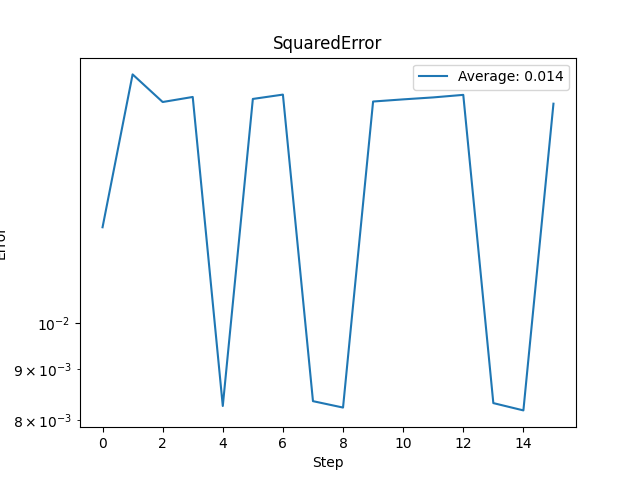 SquaredError
Average: 0.014
Error
10⁻²
9 × 10⁻³
8 × 10⁻³
0 2 4 6 8 10 12 14
Step